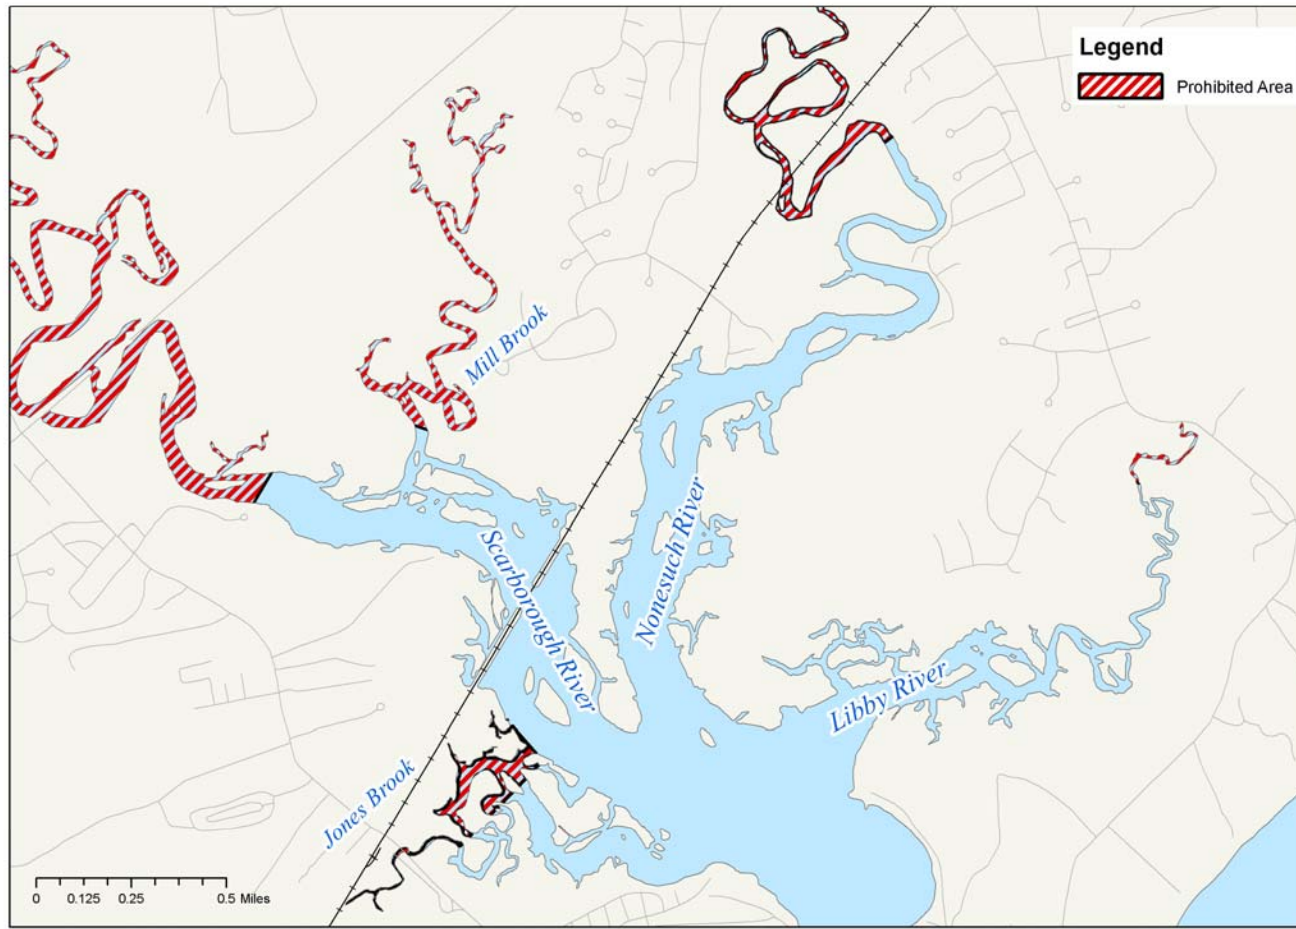 Legend
Prohibited Area
Mill Brook
Scarborough River
Nonesuch River
Libby River
Jones Brook
0 0.125 0.25 0.5 Miles